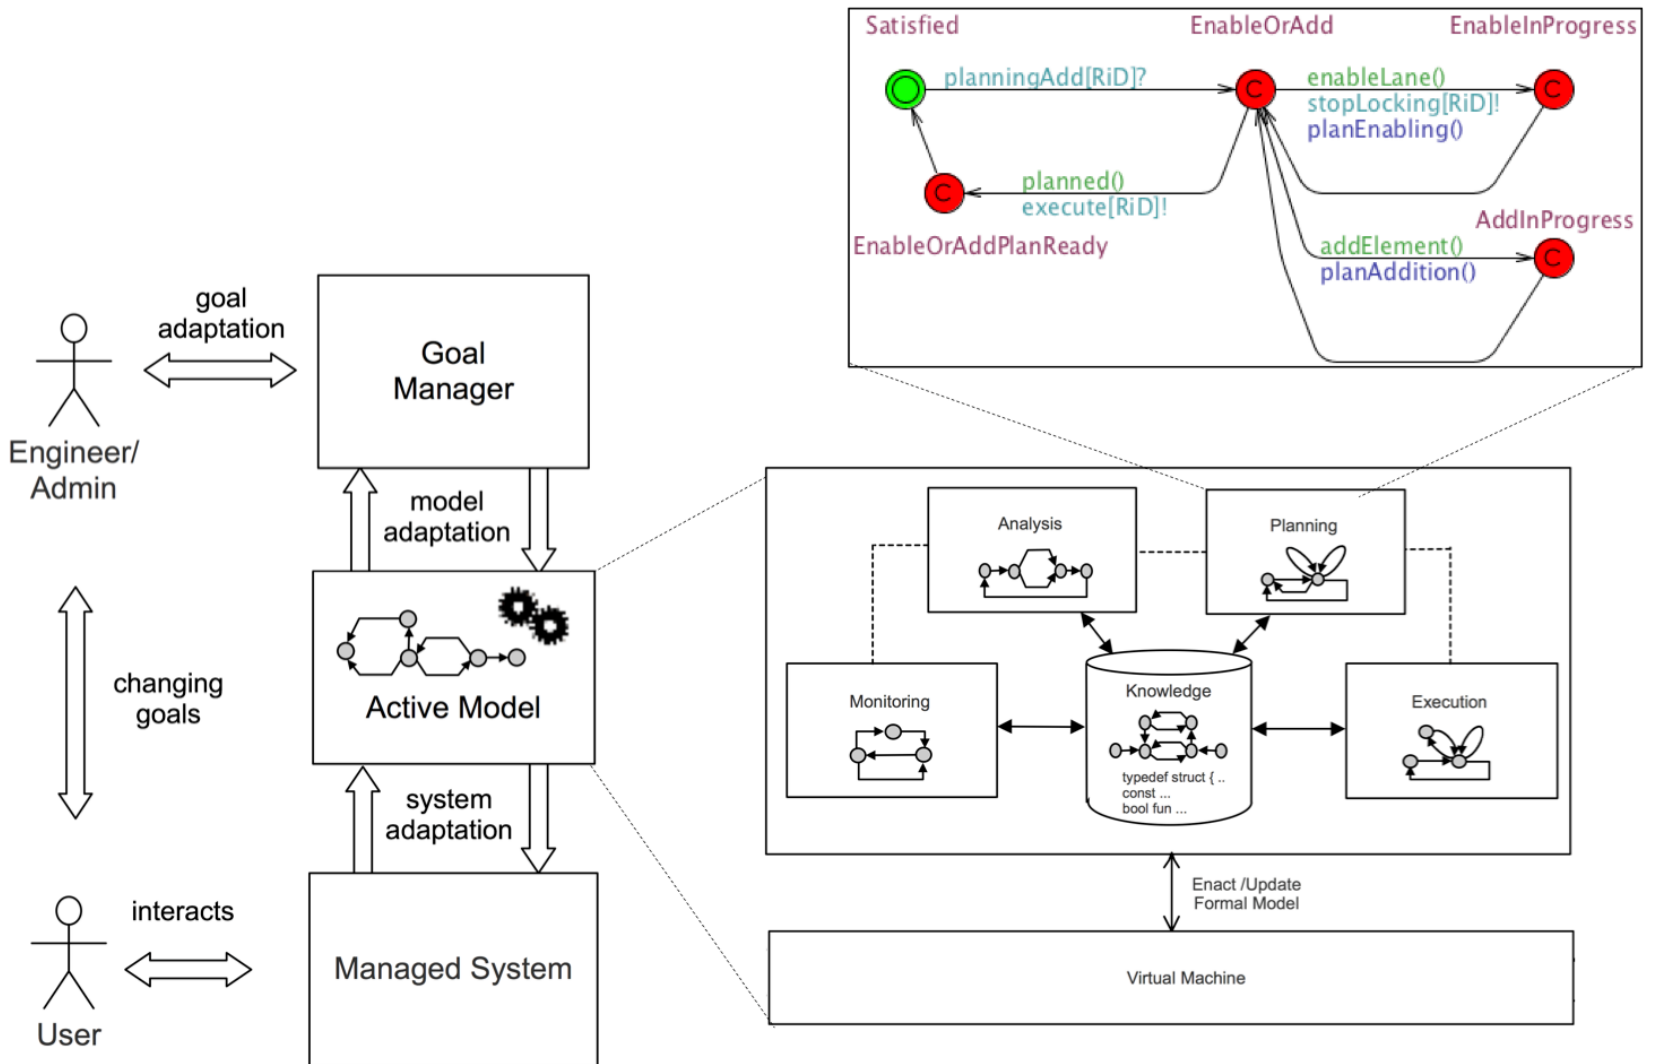 Satisfied
EnableOrAdd
EnableInProgress
planningAdd[RiD]?
C
enableLane()
C
stopLocking[RiD]!
planEnabling()
C
planned()
execute[RiD]!
EnableOrAddPlanReady
AddInProgress
addElement()
C
planAddition()
goal
adaptation
Goal
Manager
Engineer/
Admin
model
adaptation
Active Model
changing
goals
system
adaptation
interacts
Managed System
User
Analysis
Planning
Monitoring
Knowledge
typedef struct { ..
const ...
bool fun ...
Execution
Enact /Update
Formal Model
Virtual Machine